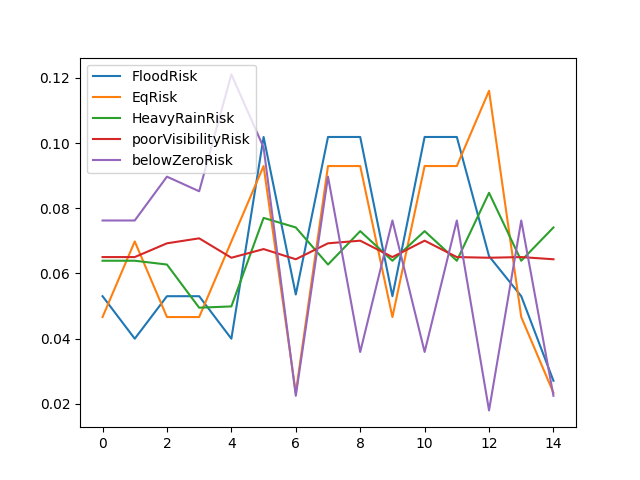 FloodRisk
EqRisk
HeavyRainRisk
poorVisibilityRisk
belowZeroRisk
0.12
0.10
0.08
0.06
0.04
0.02
0 2 4 6 8 10 12 14